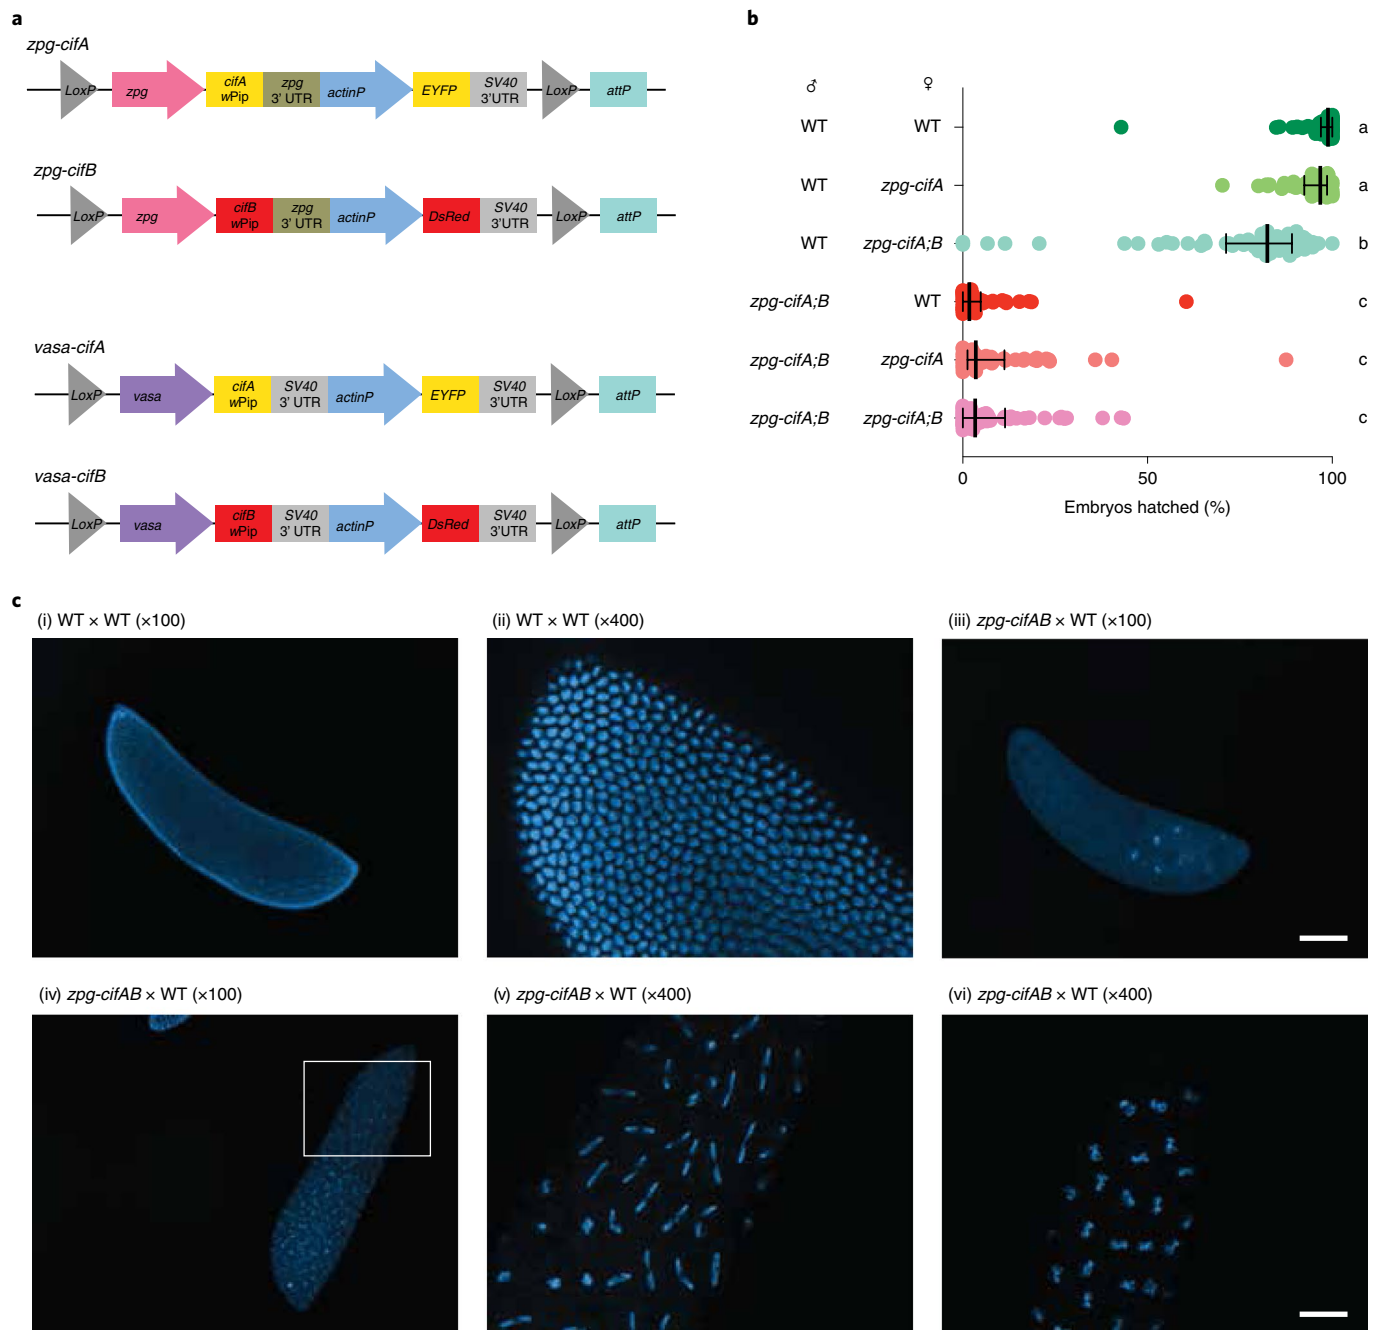 a
zpg-cifA
LoxP zpg cifA wPip zpg 3' UTR actinP EYFP SV40 3'UTR LoxP attP
zpg-cifB
LoxP zpg cifB wPip zpg 3' UTR actinP DsRed SV40 3'UTR LoxP attP
vasa-cifA
LoxP vasa cifA wPip SV40 3' UTR actinP EYFP SV40 3'UTR LoxP attP
vasa-cifB
LoxP vasa cifB wPip SV40 3' UTR actinP DsRed SV40 3'UTR LoxP attP
b
♂ ♀
WT WT a
WT zpg-cifA a
WT zpg-cifA;B b
zpg-cifA;B WT c
zpg-cifA;B zpg-cifA c
zpg-cifA;B zpg-cifA;B c
0 50 100
Embryos hatched (%)
c
(i) WT × WT (×100)
(ii) WT × WT (×400)
(iii) zpg-cifAB × WT (×100)
(iv) zpg-cifAB × WT (×100)
(v) zpg-cifAB × WT (×400)
(vi) zpg-cifAB × WT (×400)